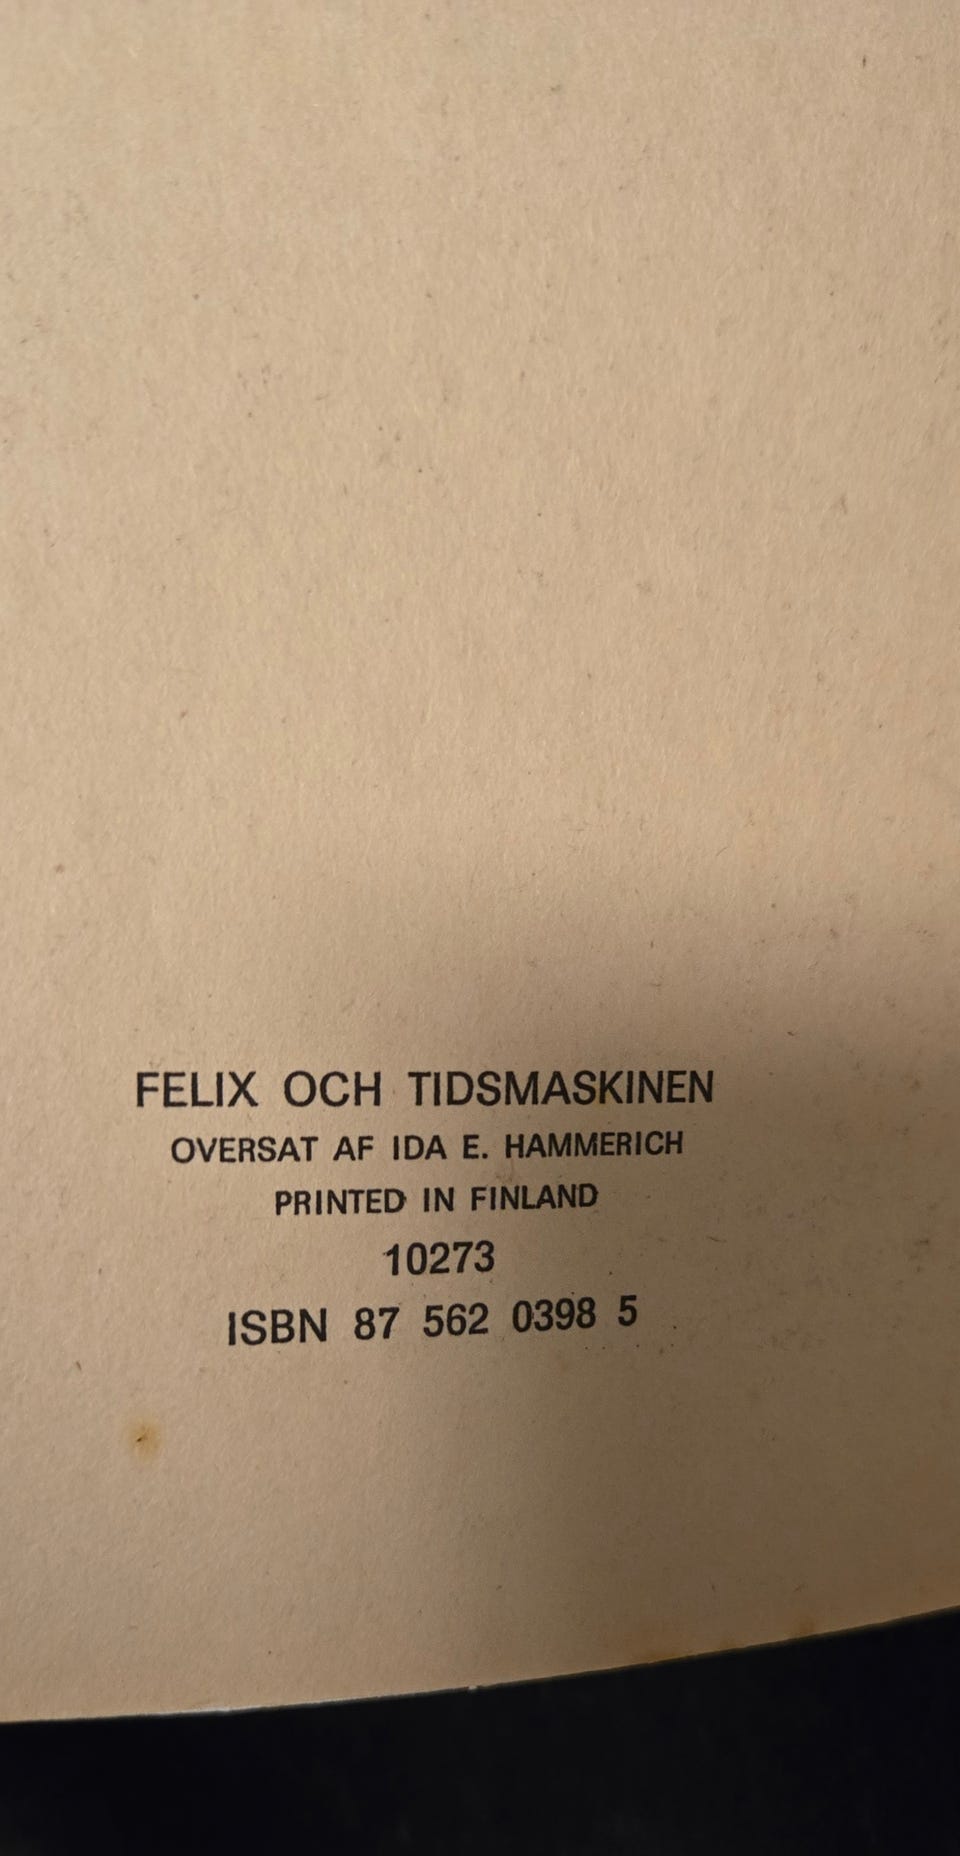 FELIX OCH TIDSMASKINEN
OVERSAT AF IDA E. HAMMERICH
PRINTED IN FINLAND
10273
ISBN 87 562 0398 5